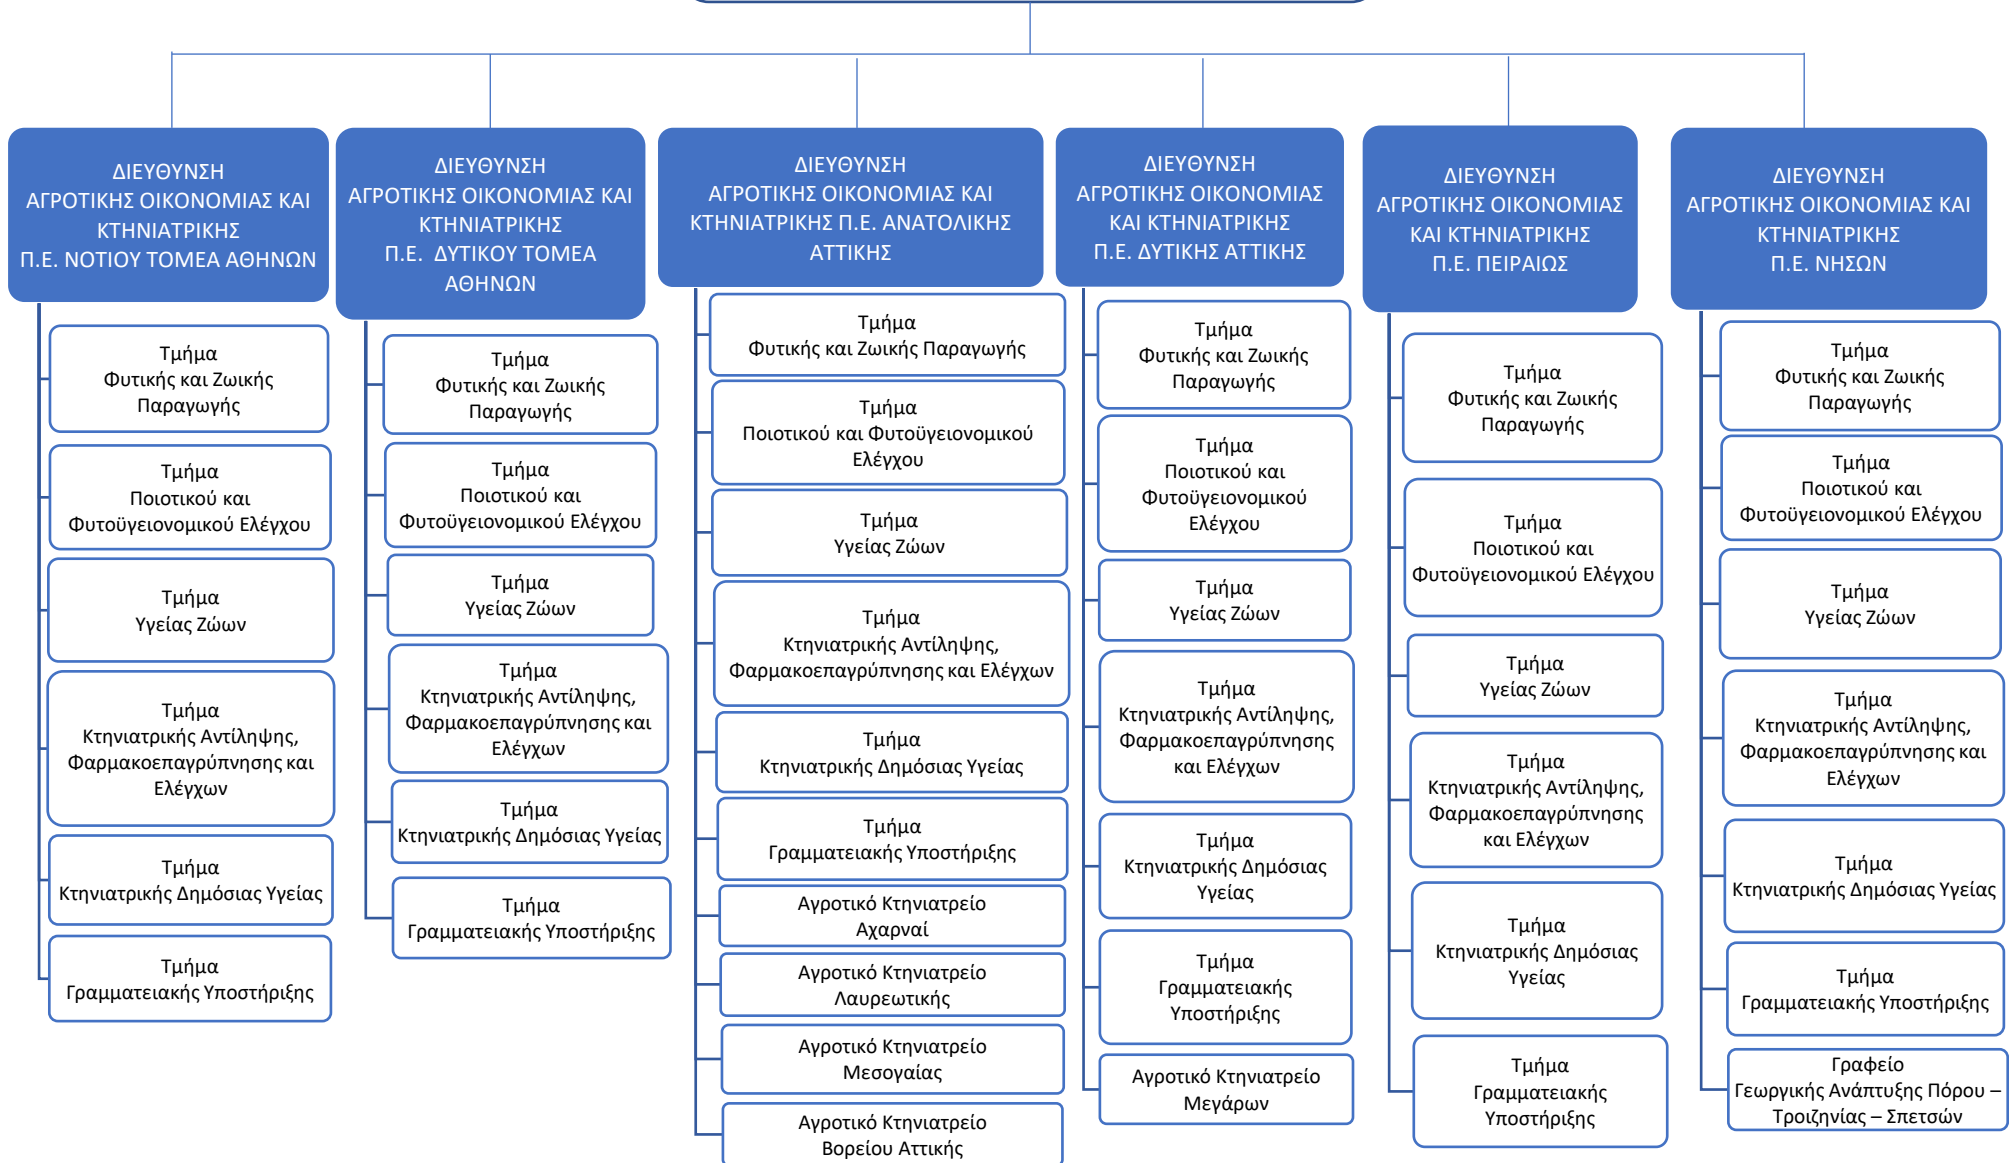 ΔΙΕΥΘΥΝΣΗ
ΑΓΡΟΤΙΚΗΣ ΟΙΚΟΝΟΜΙΑΣ ΚΑΙ
ΚΤΗΝΙΑΤΡΙΚΗΣ
Π.Ε. ΝΟΤΙΟΥ ΤΟΜΕΑ ΑΘΗΝΩΝ
Τμήμα
Φυτικής και Ζωικής
Παραγωγής
Τμήμα
Ποιοτικού και
Φυτοϋγειονομικού Ελέγχου
Τμήμα
Υγείας Ζώων
Τμήμα
Κτηνιατρικής Αντίληψης,
Φαρμακοεπαγρύπνησης και
Ελέγχων
Τμήμα
Κτηνιατρικής Δημόσιας Υγείας
Τμήμα
Γραμματειακής Υποστήριξης
ΔΙΕΥΘΥΝΣΗ
ΑΓΡΟΤΙΚΗΣ ΟΙΚΟΝΟΜΙΑΣ ΚΑΙ
ΚΤΗΝΙΑΤΡΙΚΗΣ
Π.Ε. ΔΥΤΙΚΟΥ ΤΟΜΕΑ
ΑΘΗΝΩΝ
Τμήμα
Φυτικής και Ζωικής
Παραγωγής
Τμήμα
Ποιοτικού και
Φυτοϋγειονομικού Ελέγχου
Τμήμα
Υγείας Ζώων
Τμήμα
Κτηνιατρικής Αντίληψης,
Φαρμακοεπαγρύπνησης και
Ελέγχων
Τμήμα
Κτηνιατρικής Δημόσιας Υγείας
Τμήμα
Γραμματειακής Υποστήριξης
ΔΙΕΥΘΥΝΣΗ
ΑΓΡΟΤΙΚΗΣ ΟΙΚΟΝΟΜΙΑΣ ΚΑΙ
ΚΤΗΝΙΑΤΡΙΚΗΣ Π.Ε. ΑΝΑΤΟΛΙΚΗΣ
ΑΤΤΙΚΗΣ
Τμήμα
Φυτικής και Ζωικής Παραγωγής
Τμήμα
Ποιοτικού και Φυτοϋγειονομικού
Ελέγχου
Τμήμα
Υγείας Ζώων
Τμήμα
Κτηνιατρικής Αντίληψης,
Φαρμακοεπαγρύπνησης και Ελέγχων
Τμήμα
Κτηνιατρικής Δημόσιας Υγείας
Τμήμα
Γραμματειακής Υποστήριξης
Αγροτικό Κτηνιατρείο
Αχαρναί
Αγροτικό Κτηνιατρείο
Λαυρεωτικής
Αγροτικό Κτηνιατρείο
Μεσογαίας
Αγροτικό Κτηνιατρείο
Βορείου Αττικής
ΔΙΕΥΘΥΝΣΗ
ΑΓΡΟΤΙΚΗΣ ΟΙΚΟΝΟΜΙΑΣ
ΚΑΙ ΚΤΗΝΙΑΤΡΙΚΗΣ
Π.Ε. ΔΥΤΙΚΗΣ ΑΤΤΙΚΗΣ
Τμήμα
Φυτικής και Ζωικής
Παραγωγής
Τμήμα
Ποιοτικού και
Φυτοϋγειονομικού
Ελέγχου
Τμήμα
Υγείας Ζώων
Τμήμα
Κτηνιατρικής Αντίληψης,
Φαρμακοεπαγρύπνησης
και Ελέγχων
Τμήμα
Κτηνιατρικής Δημόσιας
Υγείας
Τμήμα
Γραμματειακής
Υποστήριξης
Αγροτικό Κτηνιατρείο
Μεγάρων
ΔΙΕΥΘΥΝΣΗ
ΑΓΡΟΤΙΚΗΣ ΟΙΚΟΝΟΜΙΑΣ
ΚΑΙ ΚΤΗΝΙΑΤΡΙΚΗΣ
Π.Ε. ΠΕΙΡΑΙΩΣ
Τμήμα
Φυτικής και Ζωικής
Παραγωγής
Τμήμα
Ποιοτικού και
Φυτοϋγειονομικού Ελέγχου
Τμήμα
Υγείας Ζώων
Τμήμα
Κτηνιατρικής Αντίληψης,
Φαρμακοεπαγρύπνησης
και Ελέγχων
Τμήμα
Κτηνιατρικής Δημόσιας
Υγείας
Τμήμα
Γραμματειακής
Υποστήριξης
ΔΙΕΥΘΥΝΣΗ
ΑΓΡΟΤΙΚΗΣ ΟΙΚΟΝΟΜΙΑΣ ΚΑΙ
ΚΤΗΝΙΑΤΡΙΚΗΣ
Π.Ε. ΝΗΣΩΝ
Τμήμα
Φυτικής και Ζωικής
Παραγωγής
Τμήμα
Ποιοτικού και
Φυτοϋγειονομικού Ελέγχου
Τμήμα
Υγείας Ζώων
Τμήμα
Κτηνιατρικής Αντίληψης,
Φαρμακοεπαγρύπνησης και
Ελέγχων
Τμήμα
Κτηνιατρικής Δημόσιας Υγείας
Τμήμα
Γραμματειακής Υποστήριξης
Γραφείο
Γεωργικής Ανάπτυξης Πόρου –
Τροιζηνίας – Σπετσών